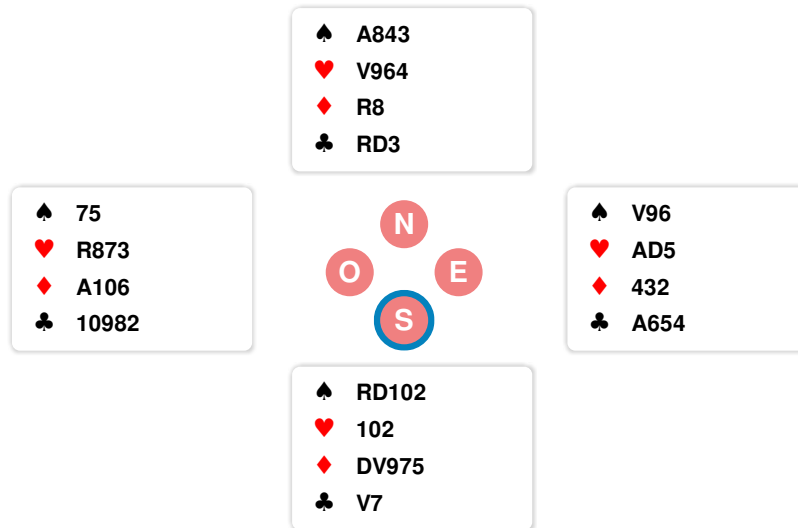 ♠ A843
♥ V964
♦ R8
♣ RD3
♠ 75
♥ R873
♦ A106
♣ 10982
N
O E
S
♠ V96
♥ AD5
♦ 432
♣ A654
♠ RD102
♥ 102
♦ DV975
♣ V7